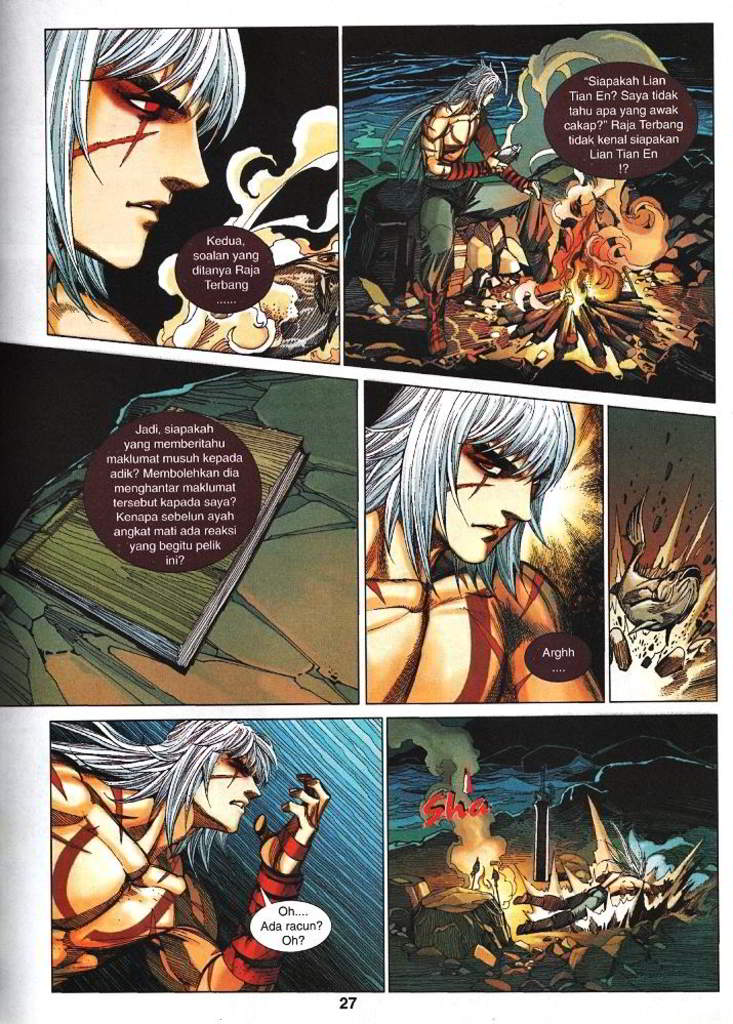 Kedua,
soalan yang
ditanya Raja
Terbang
......
"Siapakah Lian
Tian En? Saya tidak
tahu apa yang awak
cakap?" Raja Terbang
tidak kenal siapakah
Lian Tian En
!?
Jadi, siapakah
yang memberitahu
maklumat musuh kepada
adik? Membolehkan dia
menghantar maklumat
tersebut kapada saya?
Kenapa sebelun ayah
angkat mati ada reaksi
yang begitu pelik
ini?
Arghh
....
Oh....
Ada racun?
Oh?
Sha
27